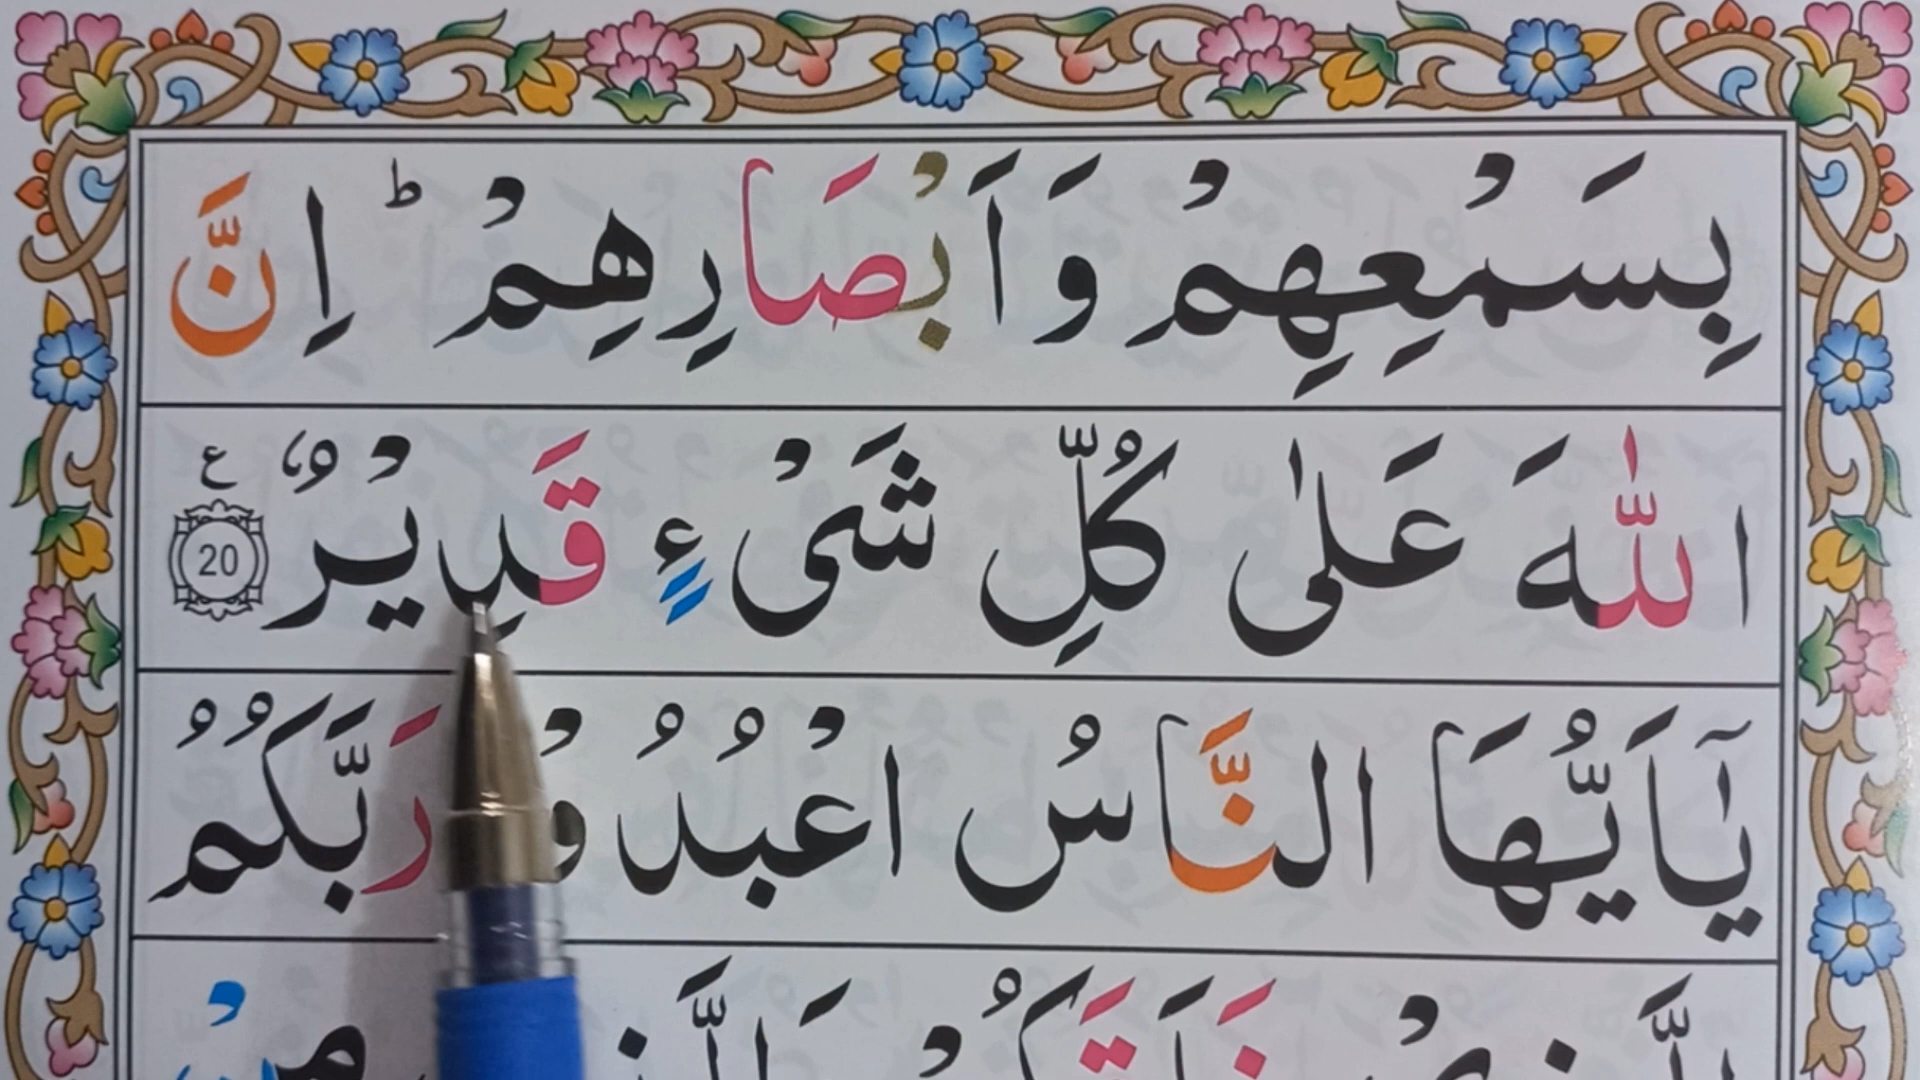 بِسَمْعِهِمْ وَاَبْصَارِهِمْ ؕ اِنَّ
اللّٰهَ عَلٰى كُلِّ شَىْءٍ قَدِيْرٌ ع 20
يٰۤاَيُّهَا النَّاسُ اعْبُدُوْا رَبَّكُمُ